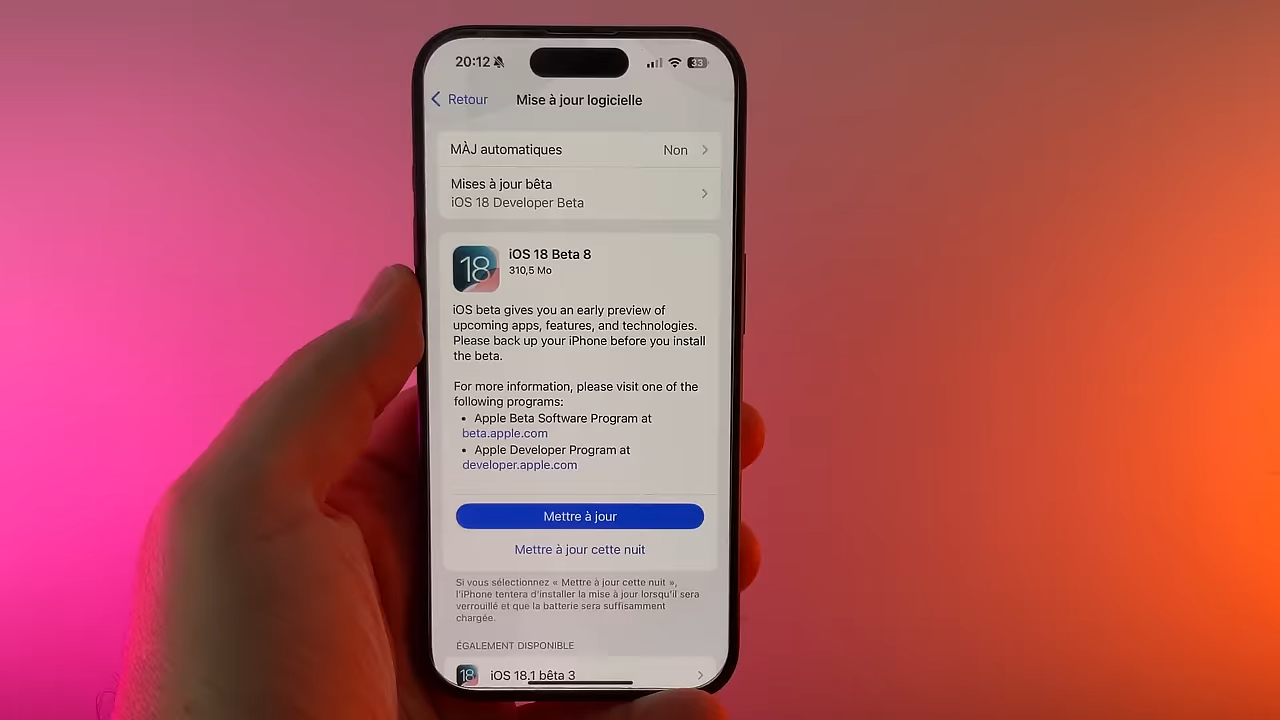 20:12
33
Retour
Mise à jour logicielle
MÀJ automatiques
Non
Mises à jour bêta
iOS 18 Developer Beta
18
iOS 18 Beta 8
310,5 Mo
iOS beta gives you an early preview of
upcoming apps, features, and technologies.
Please back up your iPhone before you install
the beta.
For more information, please visit one of the
following programs:
• Apple Beta Software Program at
beta.apple.com
• Apple Developer Program at
developer.apple.com
Mettre à jour
Mettre à jour cette nuit
Si vous sélectionnez « Mettre à jour cette nuit »,
l'iPhone tentera d'installer la mise à jour lorsqu'il sera
verrouillé et que la batterie sera suffisamment
chargée.
ÉGALEMENT DISPONIBLE
18
iOS 18.1 bêta 3